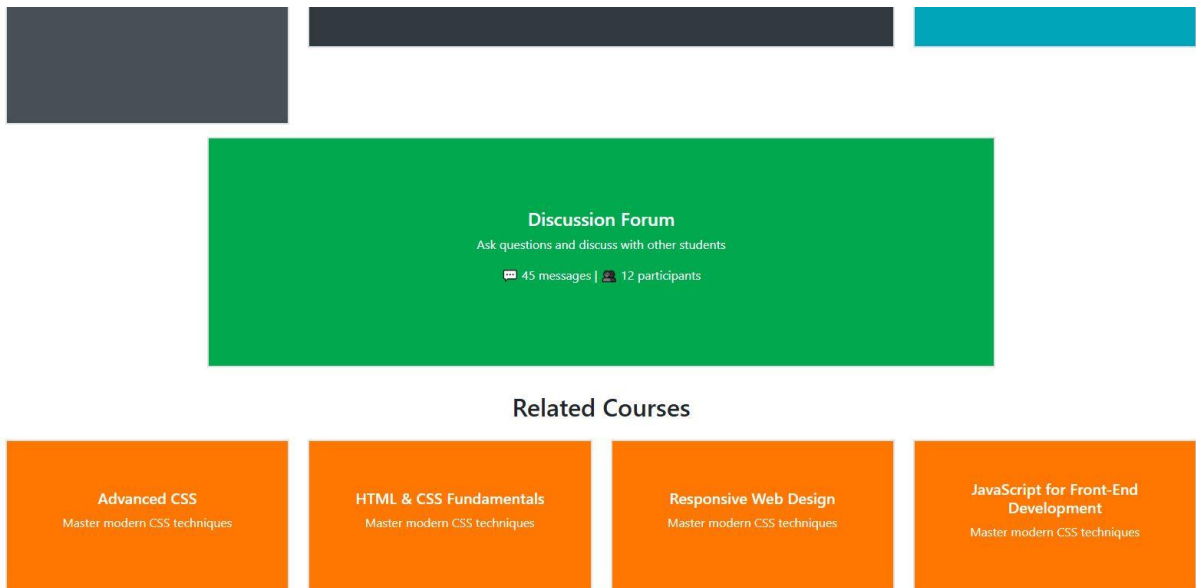 Discussion Forum
Ask questions and discuss with other students
💬 45 messages | 👥 12 participants
Related Courses
Advanced CSS
Master modern CSS techniques
HTML & CSS Fundamentals
Master modern CSS techniques
Responsive Web Design
Master modern CSS techniques
JavaScript for Front-End
Development
Master modern CSS techniques